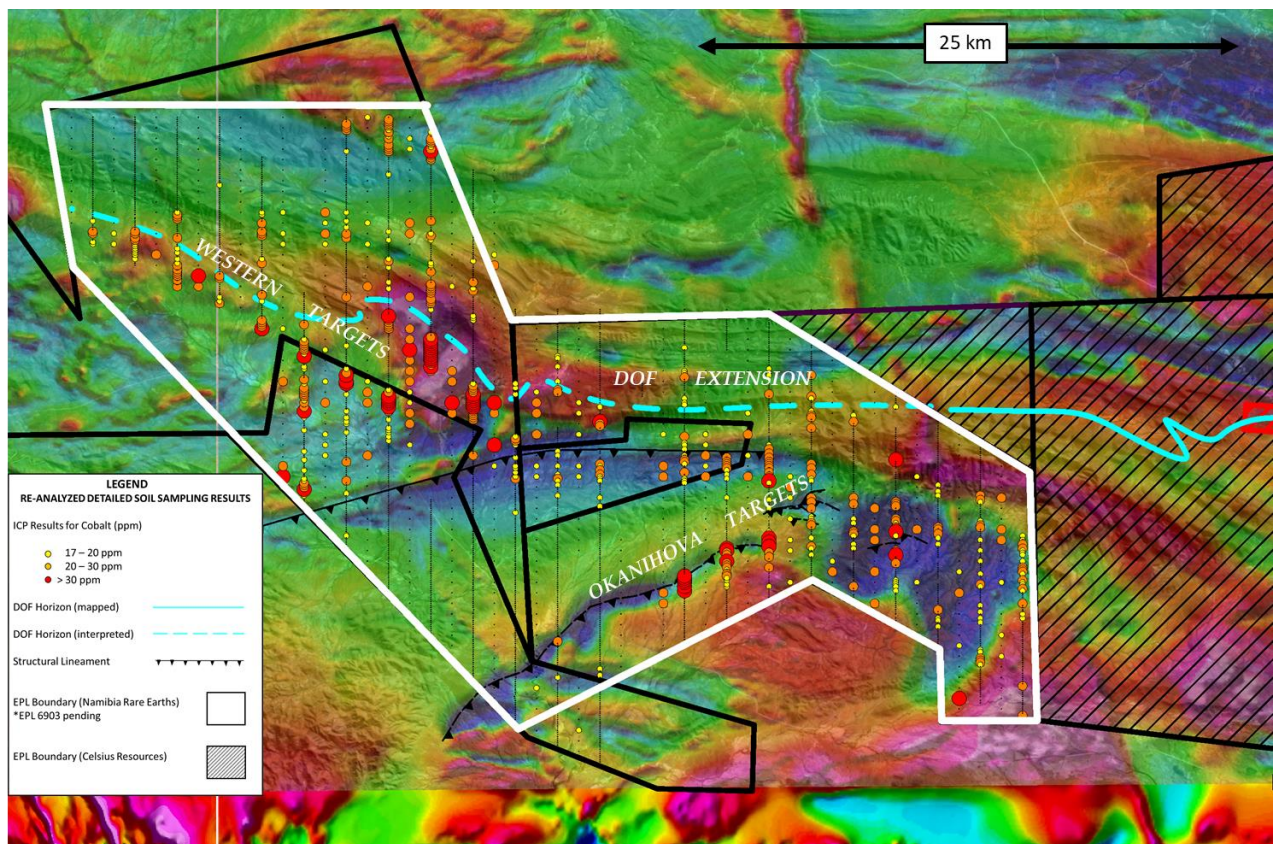 25 km
WESTERN
TARGETS
DOF EXTENSION
OKANIHOVA TARGETS
LEGEND
RE-ANALYZED DETAILED SOIL SAMPLING RESULTS
ICP Results for Cobalt (ppm)
17 – 20 ppm
20 – 30 ppm
> 30 ppm
DOF Horizon (mapped)
DOF Horizon (interpreted)
Structural Lineament
EPL Boundary (Namibia Rare Earths)
*EPL 6903 pending
EPL Boundary (Celsius Resources)